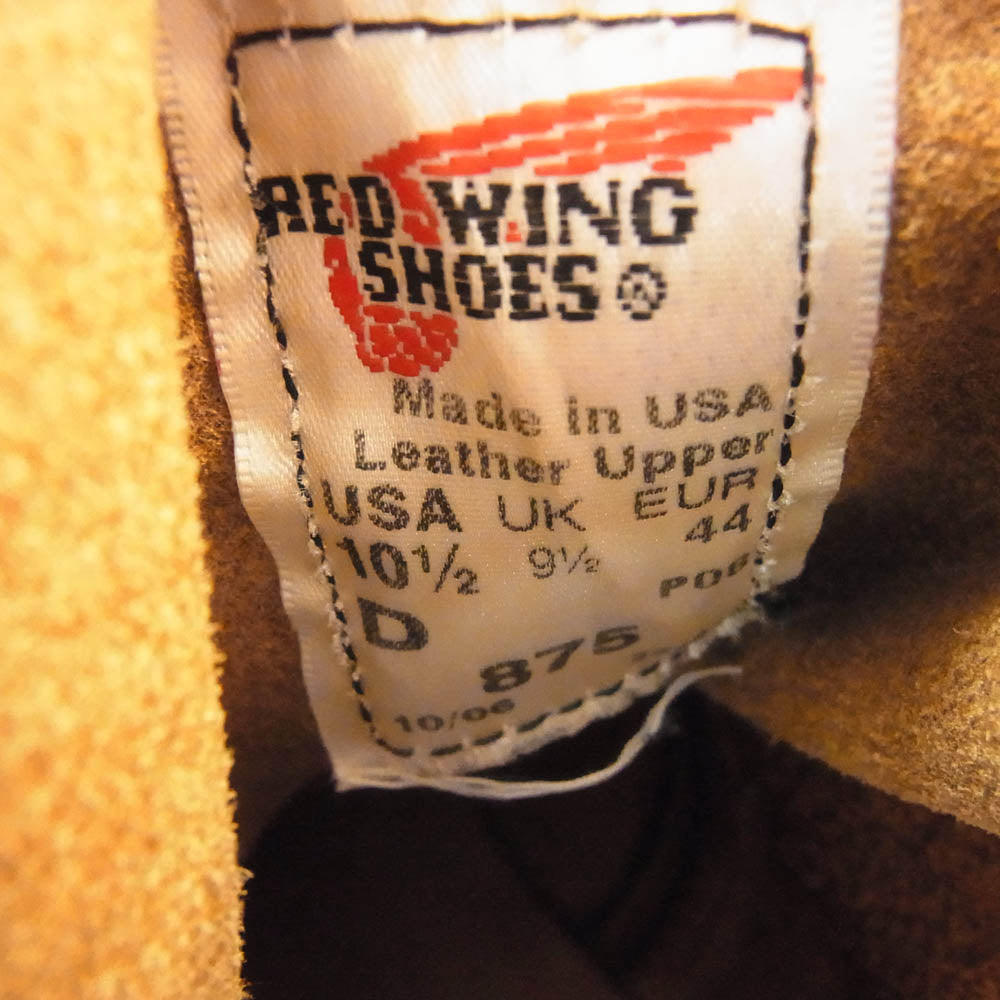 RED WING
SHOES ®
Made in USA
Leather Upper
USA UK EUR
10½ 9½ 44
D P06
875
10/06